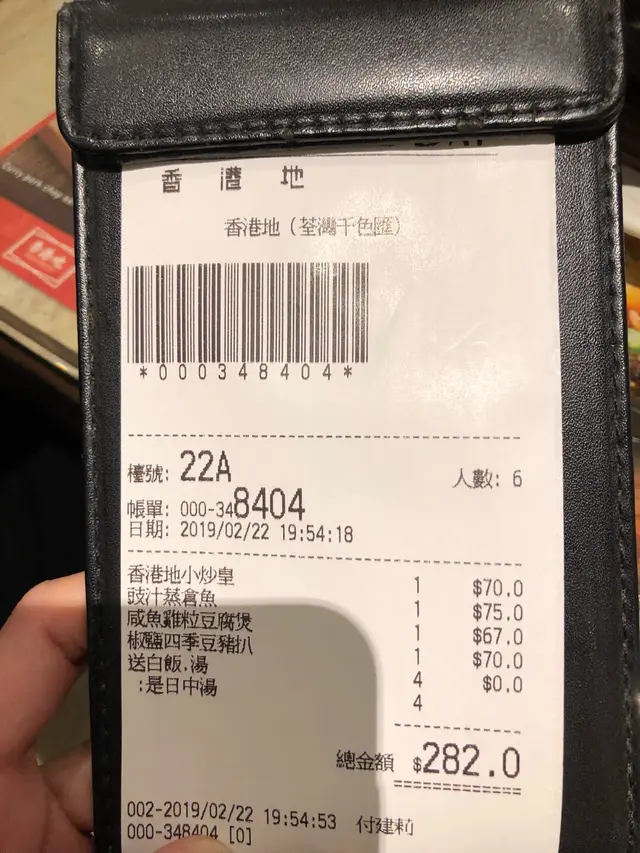 香港地
香港地（荃灣千色匯）
*000348404*
檯號: 22A 人數: 6
帳單: 000-348404
日期: 2019/02/22 19:54:18
香港地小炒皇 1 $70.0
豉汁蒸倉魚 1 $75.0
咸魚雞粒豆腐煲 1 $67.0
椒鹽四季豆豬扒 1 $70.0
送白飯.湯 4 $0.0
:是日中湯 4
總金額 $282.0
002-2019/02/22 19:54:53 付建莉
000-348404 [0]